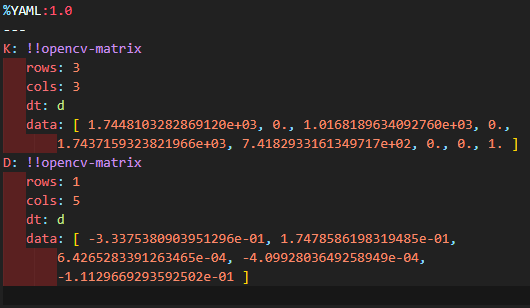 %YAML:1.0
---
K: !!opencv-matrix
rows: 3
cols: 3
dt: d
data: [ 1.7448103282869120e+03, 0., 1.0168189634092760e+03, 0.,
1.7437159323821966e+03, 7.4182933161349717e+02, 0., 0., 1. ]
D: !!opencv-matrix
rows: 1
cols: 5
dt: d
data: [ -3.3375380903951296e-01, 1.7478586198319485e-01,
6.4265283391263465e-04, -4.0992803649258949e-04,
-1.1129669293592502e-01 ]